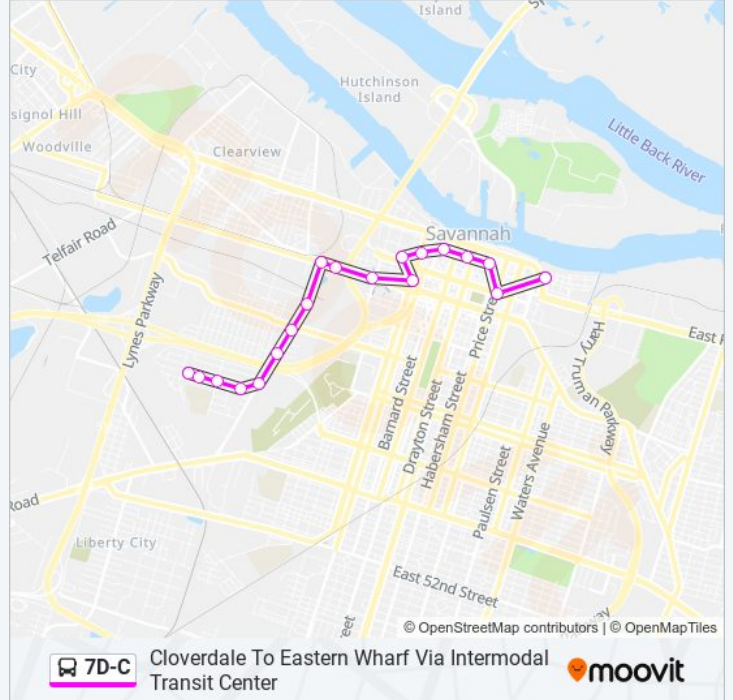 Island
City
Hutchinson
Island
signol Hill
Woodville
Clearview
Little Back River
Savannah
Telfair Road
Lynes Parkway
Price Stre
East
Harry Truman Parkway
Barnard Street
Drayton Street
Habersham Street
Paulsen Street
Waters Avenue
Road
Liberty City
East 52nd Street
reet
© OpenStreetMap contributors | © OpenMapTiles
7D-C
Cloverdale To Eastern Wharf Via Intermodal
Transit Center
moovit